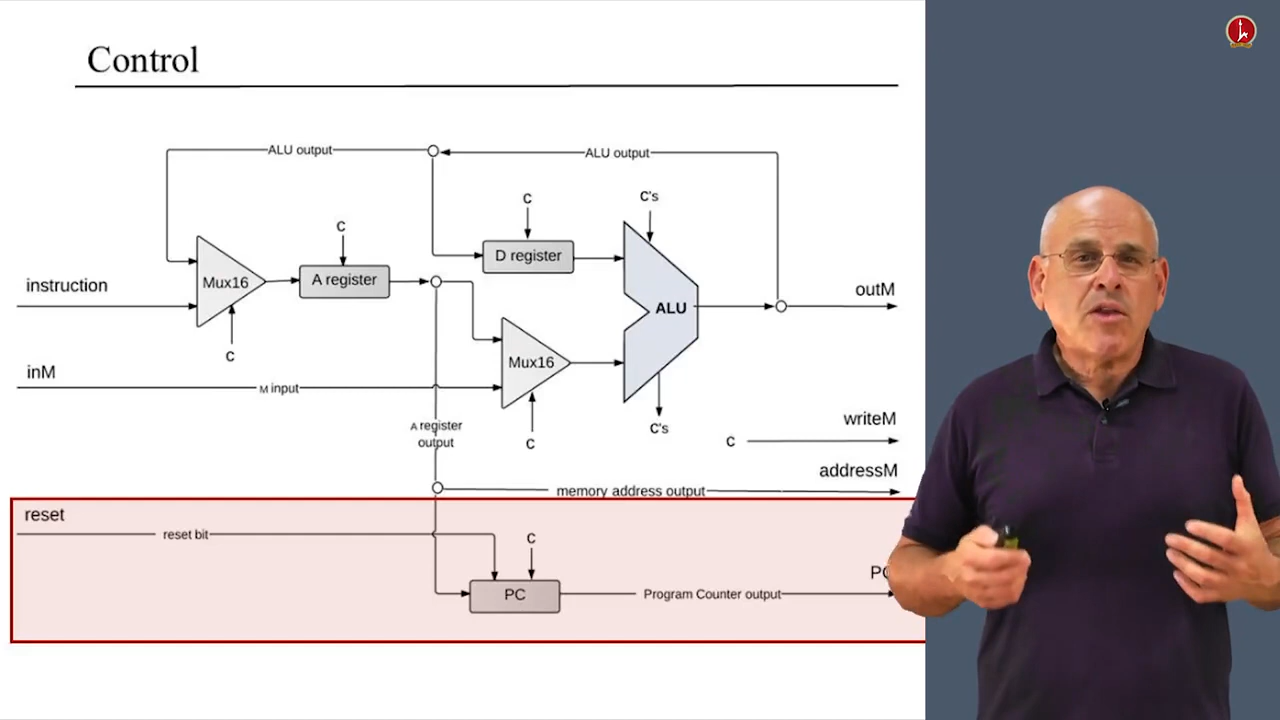 Control
ALU output
ALU output
c
c
c's
instruction
Mux16
A register
D register
ALU
outM
c
inM
M input
Mux16
c
c's
A register
output
c
writeM
addressM
memory address output
reset
reset bit
c
PC
Program Counter output